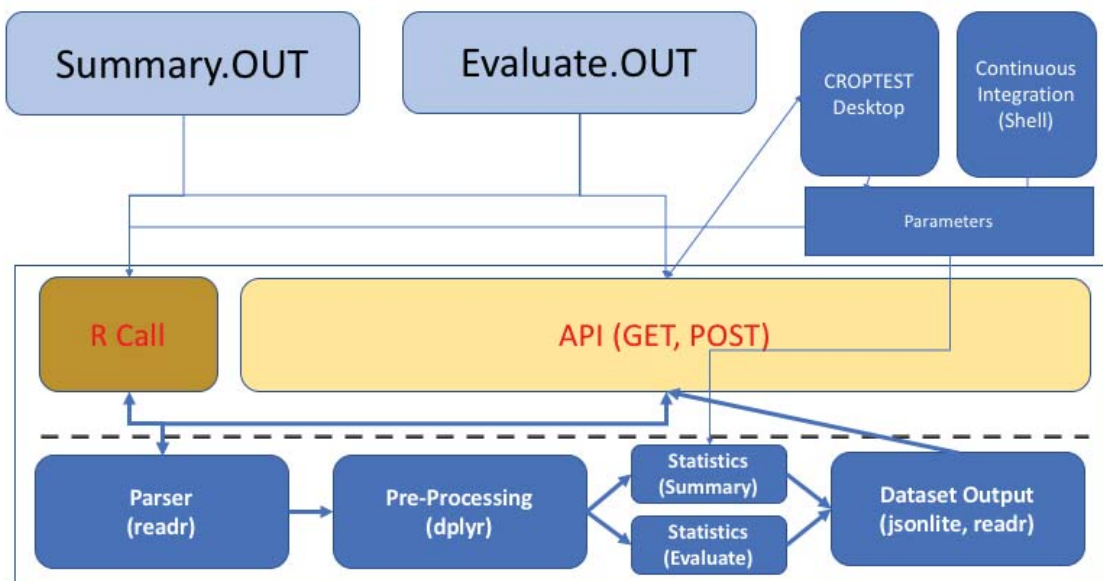 Summary.OUT
Evaluate.OUT
CROPTEST
Desktop
Continuous
Integration
(Shell)
Parameters
R Call
API (GET, POST)
Parser
(readr)
Pre-Processing
(dplyr)
Statistics
(Summary)
Statistics
(Evaluate)
Dataset Output
(jsonlite, readr)